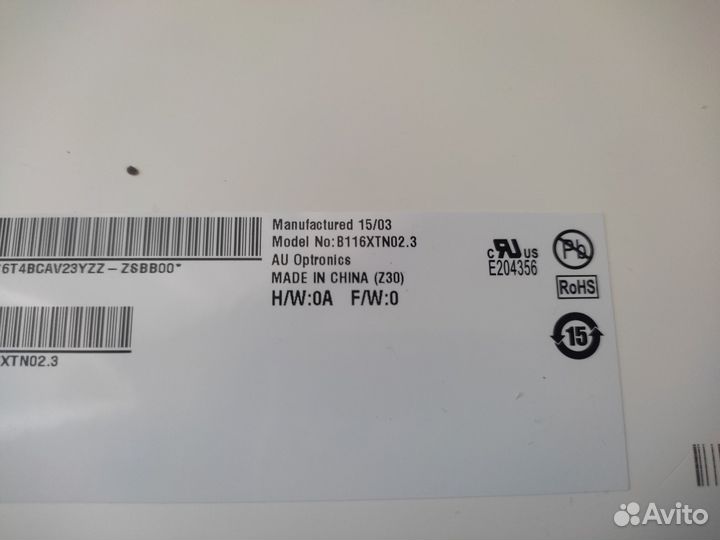 Manufactured 15/03
Model No:B116XTN02.3
AU Optronics
MADE IN CHINA (Z30)
H/W:0A F/W:0
6T4BCAV23YZZ-ZSBB00*
XTN02.3
c RU us
E204356
Pb
RoHS
15
Avito